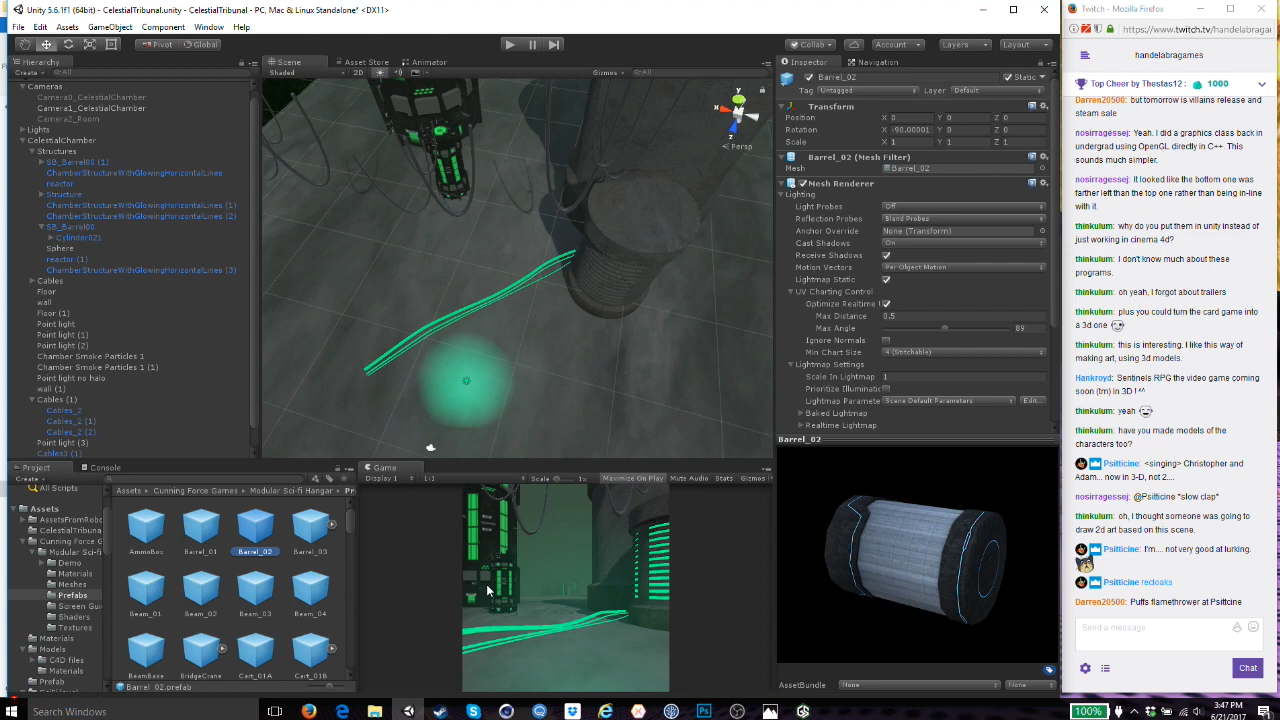 Unity 5.6.1f1 (64bit) - CelestialTribunal.unity - CelestialTribunal - PC, Mac & Linux Standalone* <DX11>
File Edit Assets GameObject Component Window Help
Pivot Global
Collab Account Layers Layout
Hierarchy
Create All
Cameras
Camera0_CelestialChamber
Camera1_CelestialChamber
Camera2_Room
Lights
CelestialChamber
Structures
SB_Barrel00 (1)
ChamberStructureWithGlowingHorizontalLines
reactor
Structure
ChamberStructureWithGlowingHorizontalLines (1)
ChamberStructureWithGlowingHorizontalLines (2)
SB_Barrel00
Cylinder021
Sphere
reactor (1)
ChamberStructureWithGlowingHorizontalLines (3)
Cables
Floor
wall
Floor (1)
Point light
Point light (1)
Point light (2)
Chamber Smoke Particles 1
Chamber Smoke Particles 1 (1)
Point light no halo
wall (1)
Cables (1)
Cables_2
Cables_2 (1)
Cables_2 (2)
Point light (3)
Cables3 (1)
Scene Asset Store Animator
Shaded 2D Gizmos All
y
x
z
Persp
Inspector Navigation
Barrel_02 Static
Tag Untagged Layer Default
Transform
Position X 0 Y 0 Z 0
Rotation X -90.00001 Y 0 Z 0
Scale X 1 Y 1 Z 1
Barrel_02 (Mesh Filter)
Mesh Barrel_02
Mesh Renderer
Lighting
Light Probes Off
Reflection Probes Blend Probes
Anchor Override None (Transform)
Cast Shadows On
Receive Shadows
Motion Vectors Per Object Motion
Lightmap Static
UV Charting Control
Optimize Realtime U
Max Distance 0.5
Max Angle 89
Ignore Normals
Min Chart Size 4 (Stitchable)
Lightmap Settings
Scale In Lightmap 1
Prioritize Illuminatic
Lightmap Paramete Scene Default Parameters Edit...
Baked Lightmap
Realtime Lightmap
Barrel_02
AssetBundle None None
Project Console
Create
All Scripts
Assets
AssetsFromRobo
CelestialTribuna
Cunning Force G
Modular Sci-fi
Demo
Materials
Meshes
Prefabs
Screen Gui
Shaders
Textures
Materials
Models
C4D files
Materials
Prefab
Assets Cunning Force Games Modular Sci-fi Hangar Pr
AmmoBox Barrel_01 Barrel_02 Barrel_03
Beam_01 Beam_02 Beam_03 Beam_04
BeamBase BridgeCrane Cart_01A Cart_01B
Barrel_02.prefab
Game
Display 1 1:1 Scale 1x Maximize On Play Mute Audio Stats Gizmos
Twitch - Mozilla Firefox
https://www.twitch.tv/handelabragar
handelabragames
Top Cheer by Thestas12 : 1000
Darren20500: but tomorrow is villains release and steam sale
nosirragessej: Yeah. I did a graphics class back in undergrad using OpenGL directly in C++. This sounds much simpler.
nosirragessej: It looked like the bottom one was farther left than the top one rather than being in-line with it.
thinkulum: why do you put them in unity instead of just working in cinema 4d?
thinkulum: I don't know much about these programs.
thinkulum: oh yeah, I forgot about trailers
thinkulum: plus you could turn the card game into a 3d one
thinkulum: this is interesting. I like this way of making art, using 3d models.
Hankroyd: Sentinels RPG the video game coming soon (tm) in 3D ! ^^
thinkulum: yeah
thinkulum: have you made models of the characters too?
Psitticine: <singing> Christopher and Adam... now in 3-D, not 2....
nosirragessej: @Psitticine *slow clap*
thinkulum: oh, I thought someone was going to draw 2d art based on this scene.
Psitticine: I'm.... not very good at lurking.
Psitticine recloaks
Darren20500: Puffs flamethrower at Psitticine
Send a message
Chat
Search Windows
100%
3:47 PM
6/21/2017